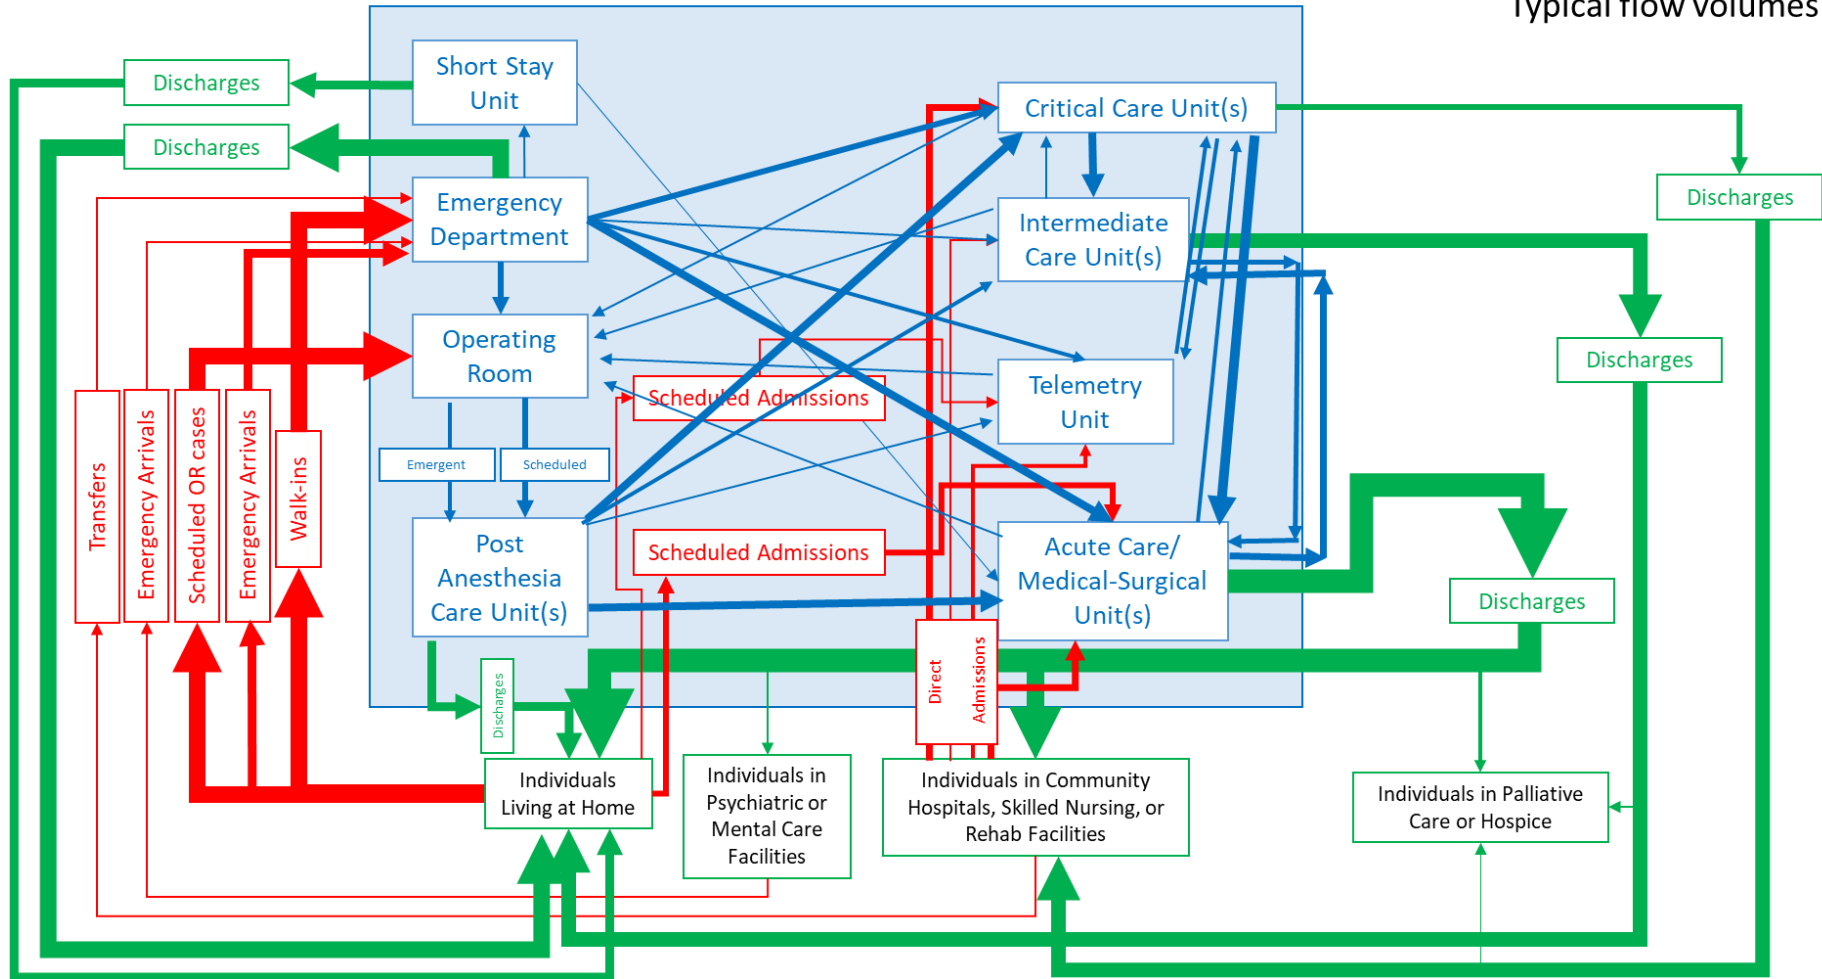 Typical flow volumes
Short Stay
Unit
Discharges
Discharges
Critical Care Unit(s)
Discharges
Emergency
Department
Intermediate
Care Unit(s)
Operating
Room
Discharges
Scheduled Admissions
Telemetry
Unit
Emergent
Scheduled
Transfers
Emergency Arrivals
Scheduled OR cases
Emergency Arrivals
Walk-ins
Post
Anesthesia
Care Unit(s)
Scheduled Admissions
Acute Care/
Medical-Surgical
Unit(s)
Discharges
Direct
Admissions
Discharges
Individuals
Living at Home
Individuals in
Psychiatric or
Mental Care
Facilities
Individuals in Community
Hospitals, Skilled Nursing, or
Rehab Facilities
Individuals in Palliative
Care or Hospice